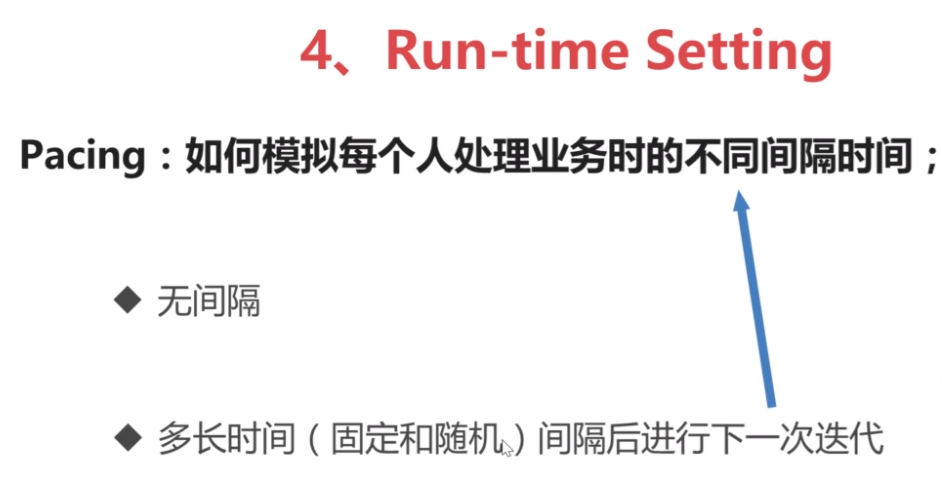 4、Run-time Setting
Pacing：如何模拟每个人处理业务时的不同间隔时间；
◆ 无间隔
◆ 多长时间（固定和随机）间隔后进行下一次迭代